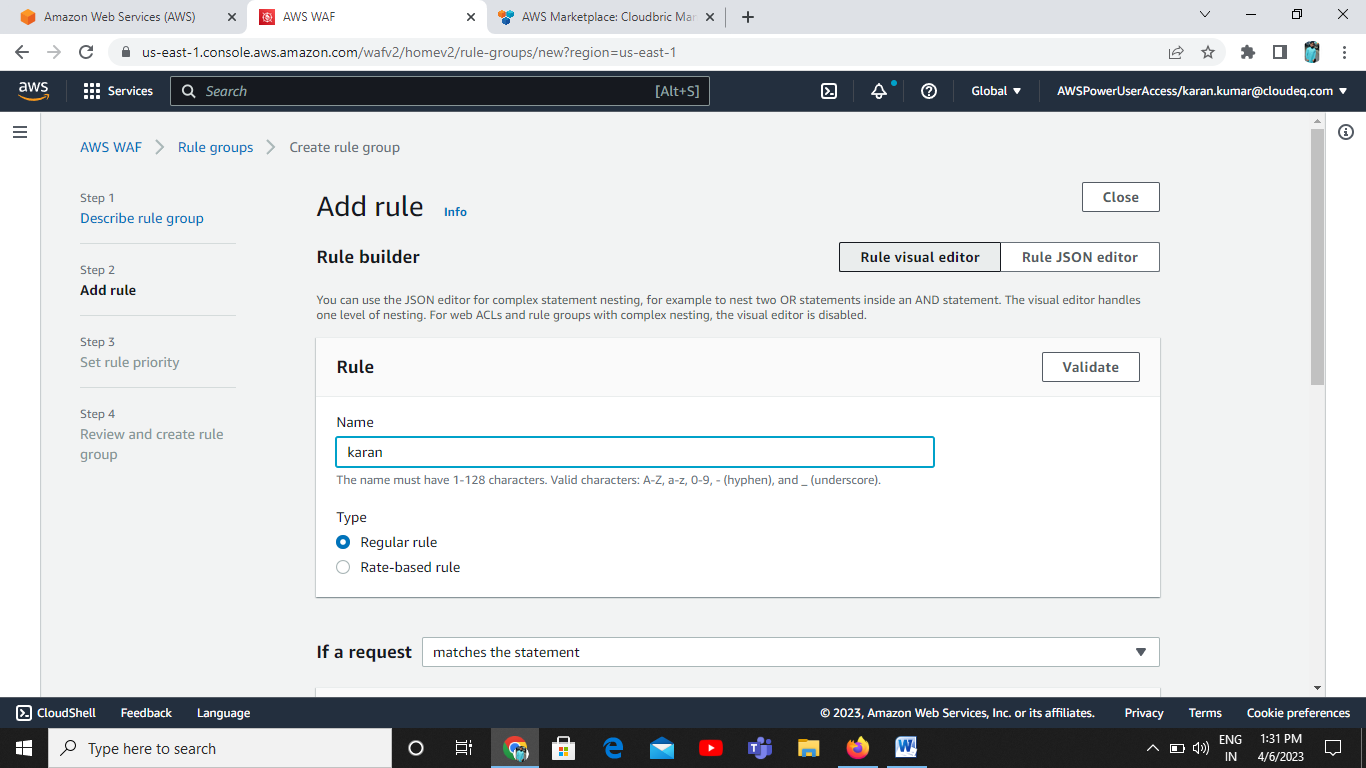 Amazon Web Services (AWS)
AWS WAF
AWS Marketplace: Cloudbric Mar
us-east-1.console.aws.amazon.com/wafv2/homev2/rule-groups/new?region=us-east-1
aws
Services
Search
[Alt+S]
Global
AWSPowerUserAccess/karan.kumar@cloudeq.com
AWS WAF
Rule groups
Create rule group
Step 1
Describe rule group
Step 2
Add rule
Step 3
Set rule priority
Step 4
Review and create rule
group
Add rule
Info
Close
Rule builder
Rule visual editor
Rule JSON editor
You can use the JSON editor for complex statement nesting, for example to nest two OR statements inside an AND statement. The visual editor handles
one level of nesting. For web ACLs and rule groups with complex nesting, the visual editor is disabled.
Rule
Validate
Name
karan
The name must have 1-128 characters. Valid characters: A-Z, a-z, 0-9, - (hyphen), and _ (underscore).
Type
Regular rule
Rate-based rule
If a request
matches the statement
CloudShell
Feedback
Language
© 2023, Amazon Web Services, Inc. or its affiliates.
Privacy
Terms
Cookie preferences
Type here to search
ENG
IN
1:31 PM
4/6/2023